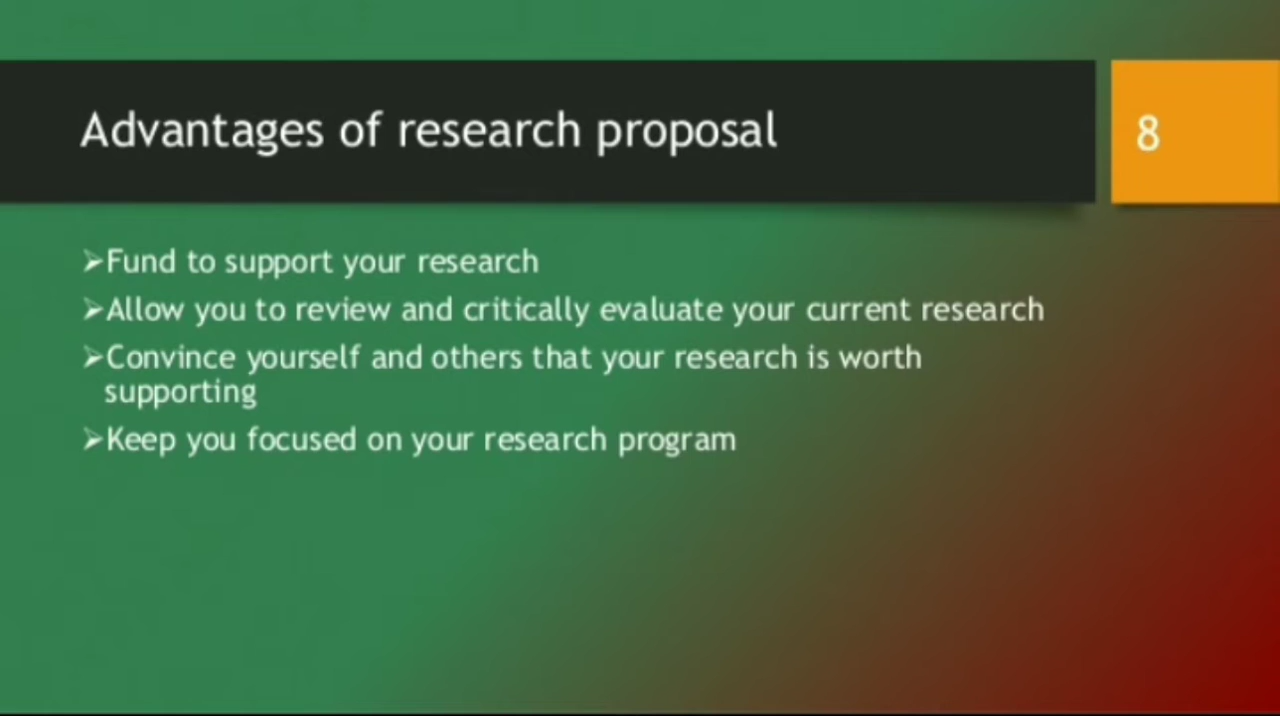 Advantages of research proposal
8
➢Fund to support your research
➢Allow you to review and critically evaluate your current research
➢Convince yourself and others that your research is worth
supporting
➢Keep you focused on your research program